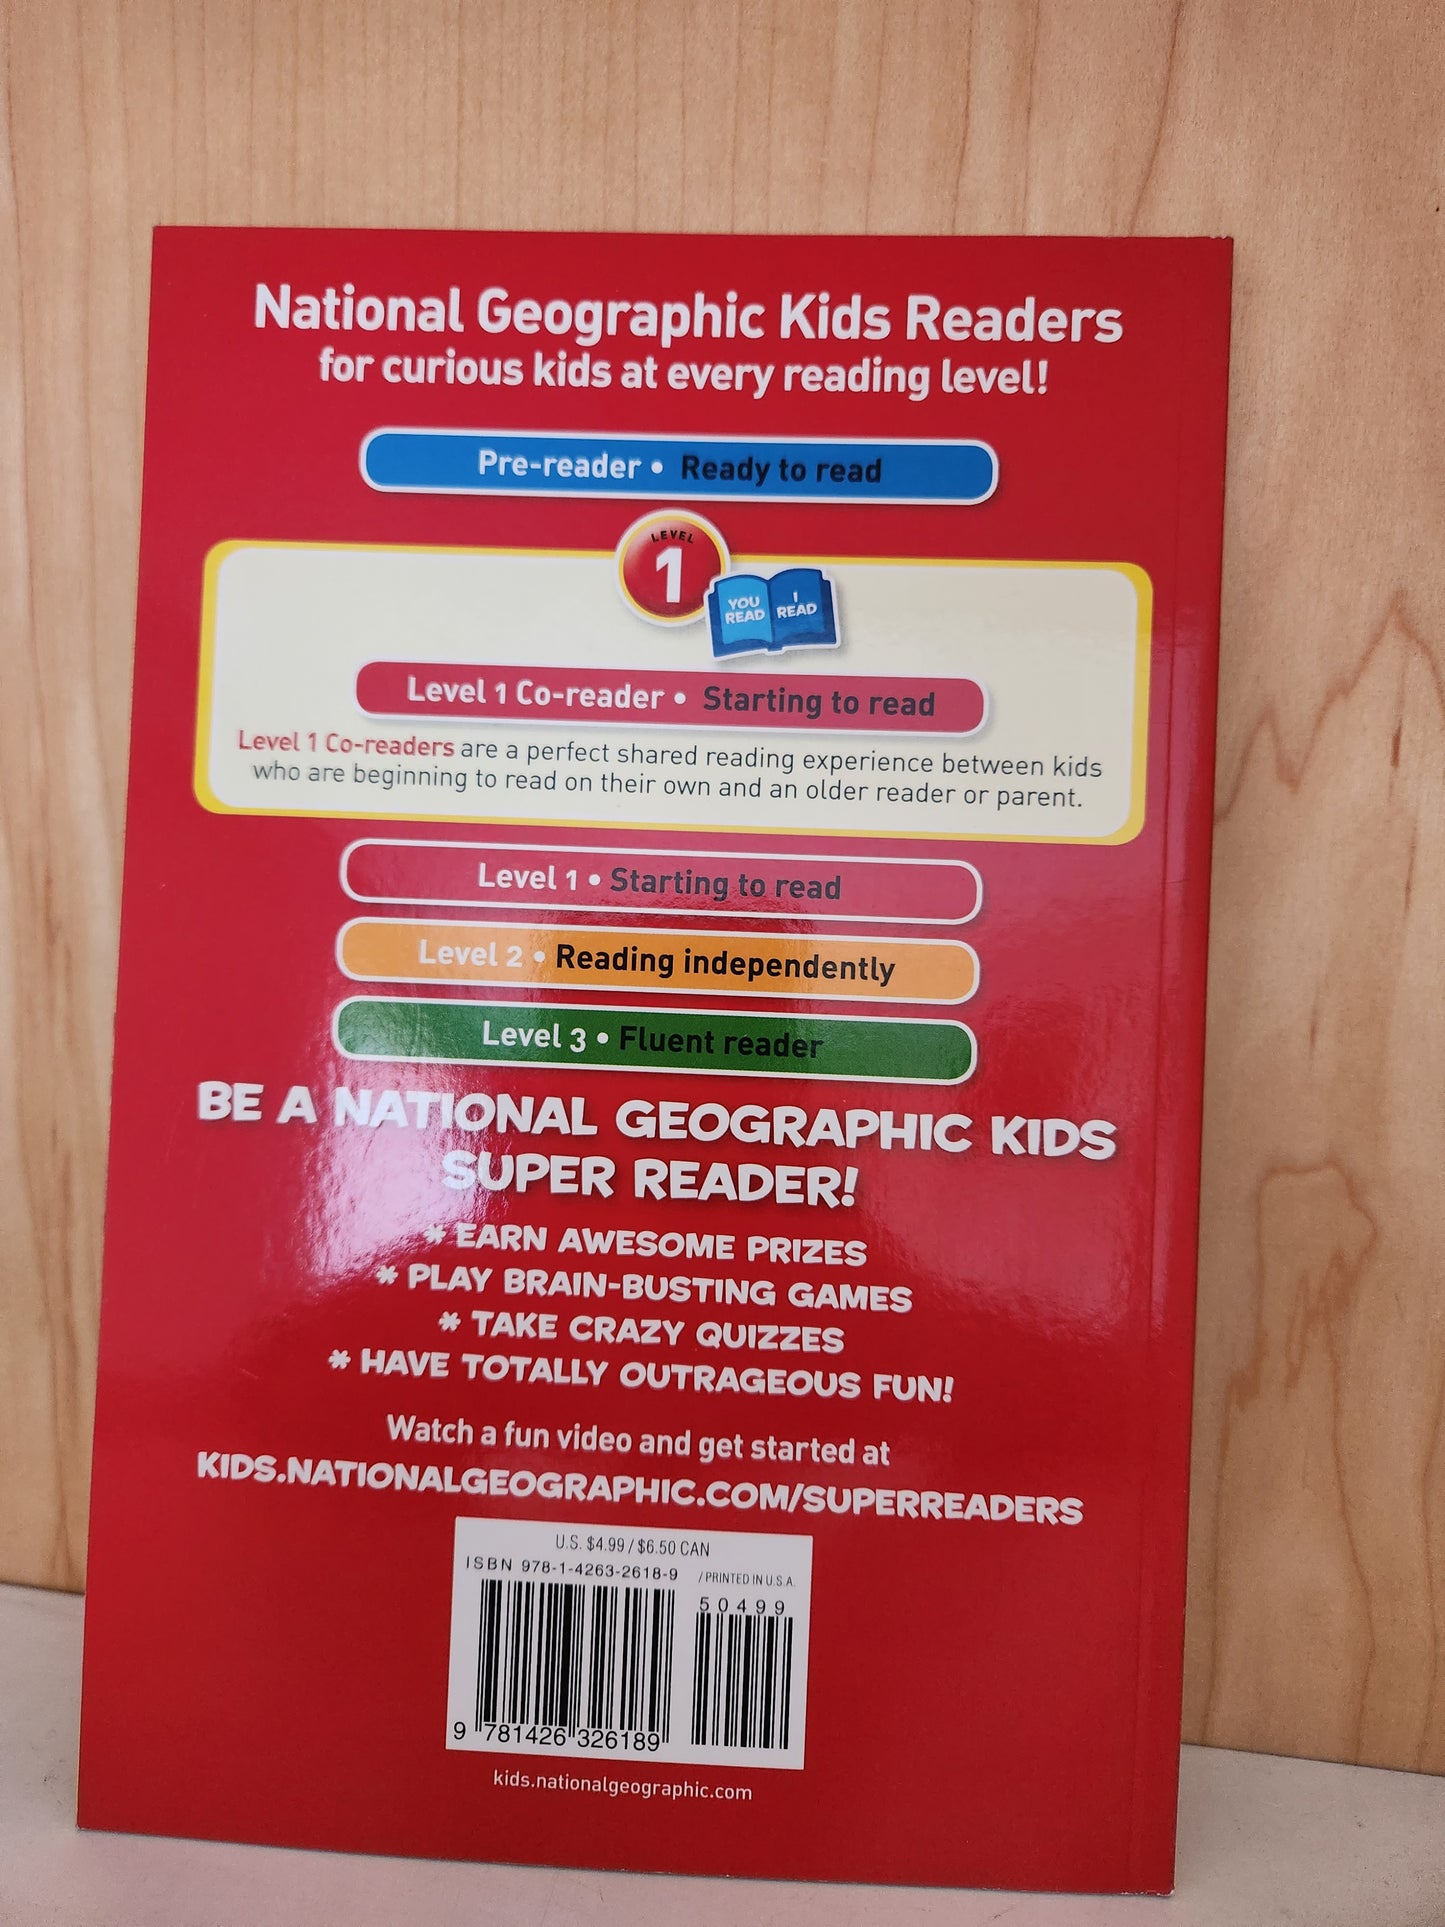 National Geographic Kids Readers
for curious kids at every reading level!
Pre-reader • Ready to read
LEVEL
1
YOU READ
I READ
Level 1 Co-reader • Starting to read
Level 1 Co-readers are a perfect shared reading experience between kids
who are beginning to read on their own and an older reader or parent.
Level 1 • Starting to read
Level 2 • Reading independently
Level 3 • Fluent reader
BE A NATIONAL GEOGRAPHIC KIDS
SUPER READER!
* EARN AWESOME PRIZES
* PLAY BRAIN-BUSTING GAMES
* TAKE CRAZY QUIZZES
* HAVE TOTALLY OUTRAGEOUS FUN!
Watch a fun video and get started at
KIDS.NATIONALGEOGRAPHIC.COM/SUPERREADERS
U.S. $4.99 / $6.50 CAN
ISBN 978-1-4263-2618-9 / PRINTED IN U.S.A.
50499
9 781426 326189
kids.nationalgeographic.com